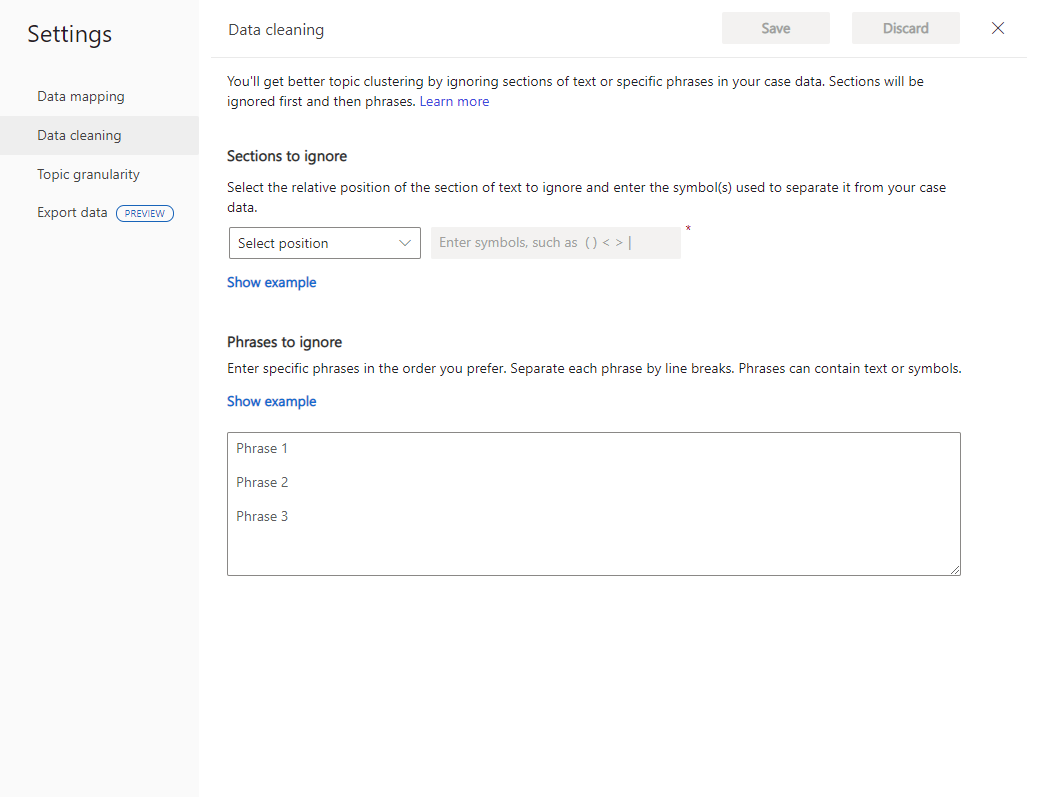 Settings
Data mapping
Data cleaning
Topic granularity
Export data PREVIEW
Data cleaning
Save
Discard
You'll get better topic clustering by ignoring sections of text or specific phrases in your case data. Sections will be
ignored first and then phrases. Learn more
Sections to ignore
Select the relative position of the section of text to ignore and enter the symbol(s) used to separate it from your case
data.
Select position
Enter symbols, such as ( ) < > |
*
Show example
Phrases to ignore
Enter specific phrases in the order you prefer. Separate each phrase by line breaks. Phrases can contain text or symbols.
Show example
Phrase 1
Phrase 2
Phrase 3